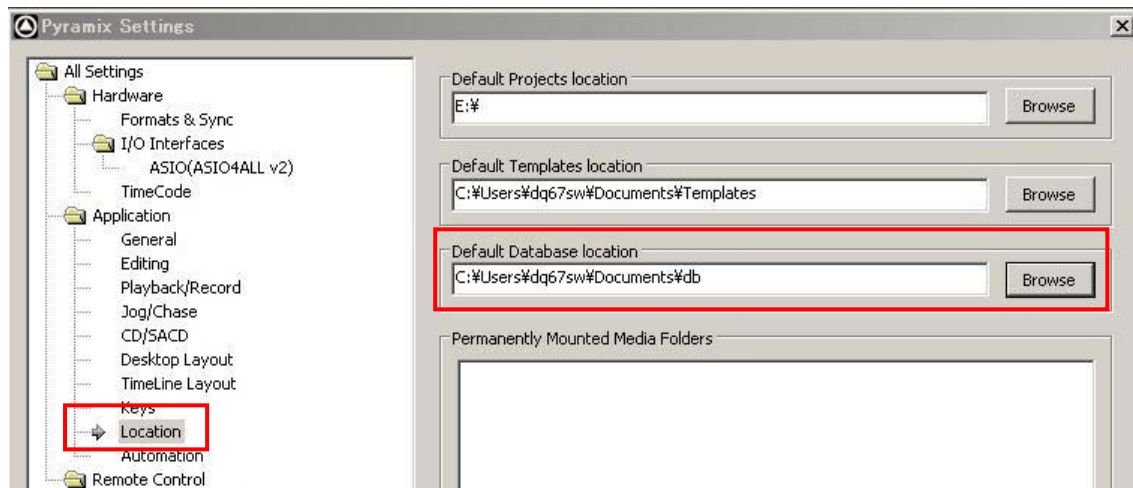 Pyramix Settings
All Settings
Hardware
Formats & Sync
I/O Interfaces
ASIO(ASIO4ALL v2)
TimeCode
Application
General
Editing
Playback/Record
Jog/Chase
CD/SACD
Desktop Layout
TimeLine Layout
Keys
Location
Automation
Remote Control
Default Projects location
E:¥
Browse
Default Templates location
C:¥Users¥dq67sw¥Documents¥Templates
Browse
Default Database location
C:¥Users¥dq67sw¥Documents¥db
Browse
Permanently Mounted Media Folders